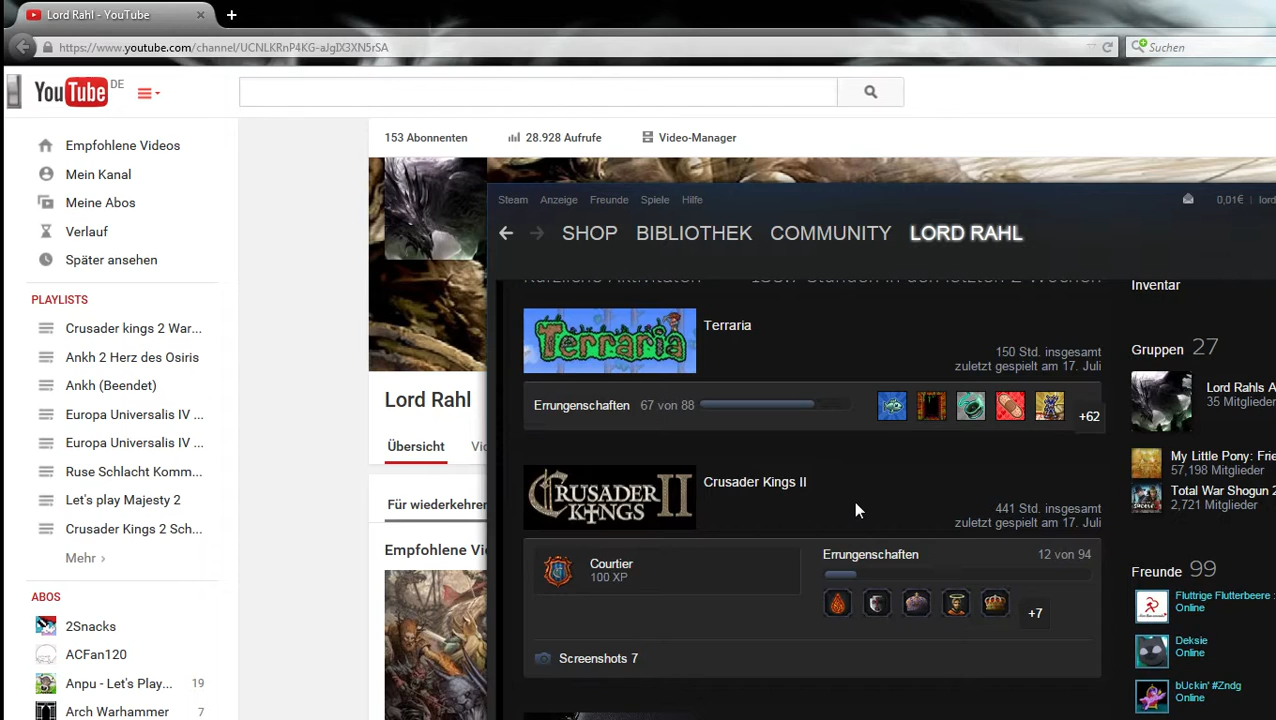 Lord Rahl - YouTube
https://www.youtube.com/channel/UCNLKRnP4KG-aJgIX3XN5rSA
Suchen
YouTube DE
153 Abonnenten
28.928 Aufrufe
Video-Manager
Empfohlene Videos
Mein Kanal
Meine Abos
Verlauf
Später ansehen
PLAYLISTS
Crusader kings 2 War...
Ankh 2 Herz des Osiris
Ankh (Beendet)
Europa Universalis IV ...
Europa Universalis IV ...
Ruse Schlacht Komm...
Let's play Majesty 2
Crusader Kings 2 Sch...
Mehr
ABOS
2Snacks
ACFan120
Anpu - Let's Play... 19
Arch Warhammer 7
Lord Rahl
Übersicht
Für wiederkehren
Empfohlene Vi
Steam Anzeige Freunde Spiele Hilfe
0,01€ lord
SHOP BIBLIOTHEK COMMUNITY LORD RAHL
Terraria
Terraria
150 Std. insgesamt
zuletzt gespielt am 17. Juli
Errungenschaften 67 von 88
+62
CRUSADER KINGS II
Crusader Kings II
441 Std. insgesamt
zuletzt gespielt am 17. Juli
Courtier
100 XP
Errungenschaften 12 von 94
+7
Screenshots 7
Inventar
Gruppen 27
Lord Rahls A
35 Mitglieder
My Little Pony: Frie
57,198 Mitglieder
Total War Shogun 2
2,721 Mitglieder
Freunde 99
Fluttrige Flutterbeere :
Online
Deksie
Online
bUckin' #Zndg
Online